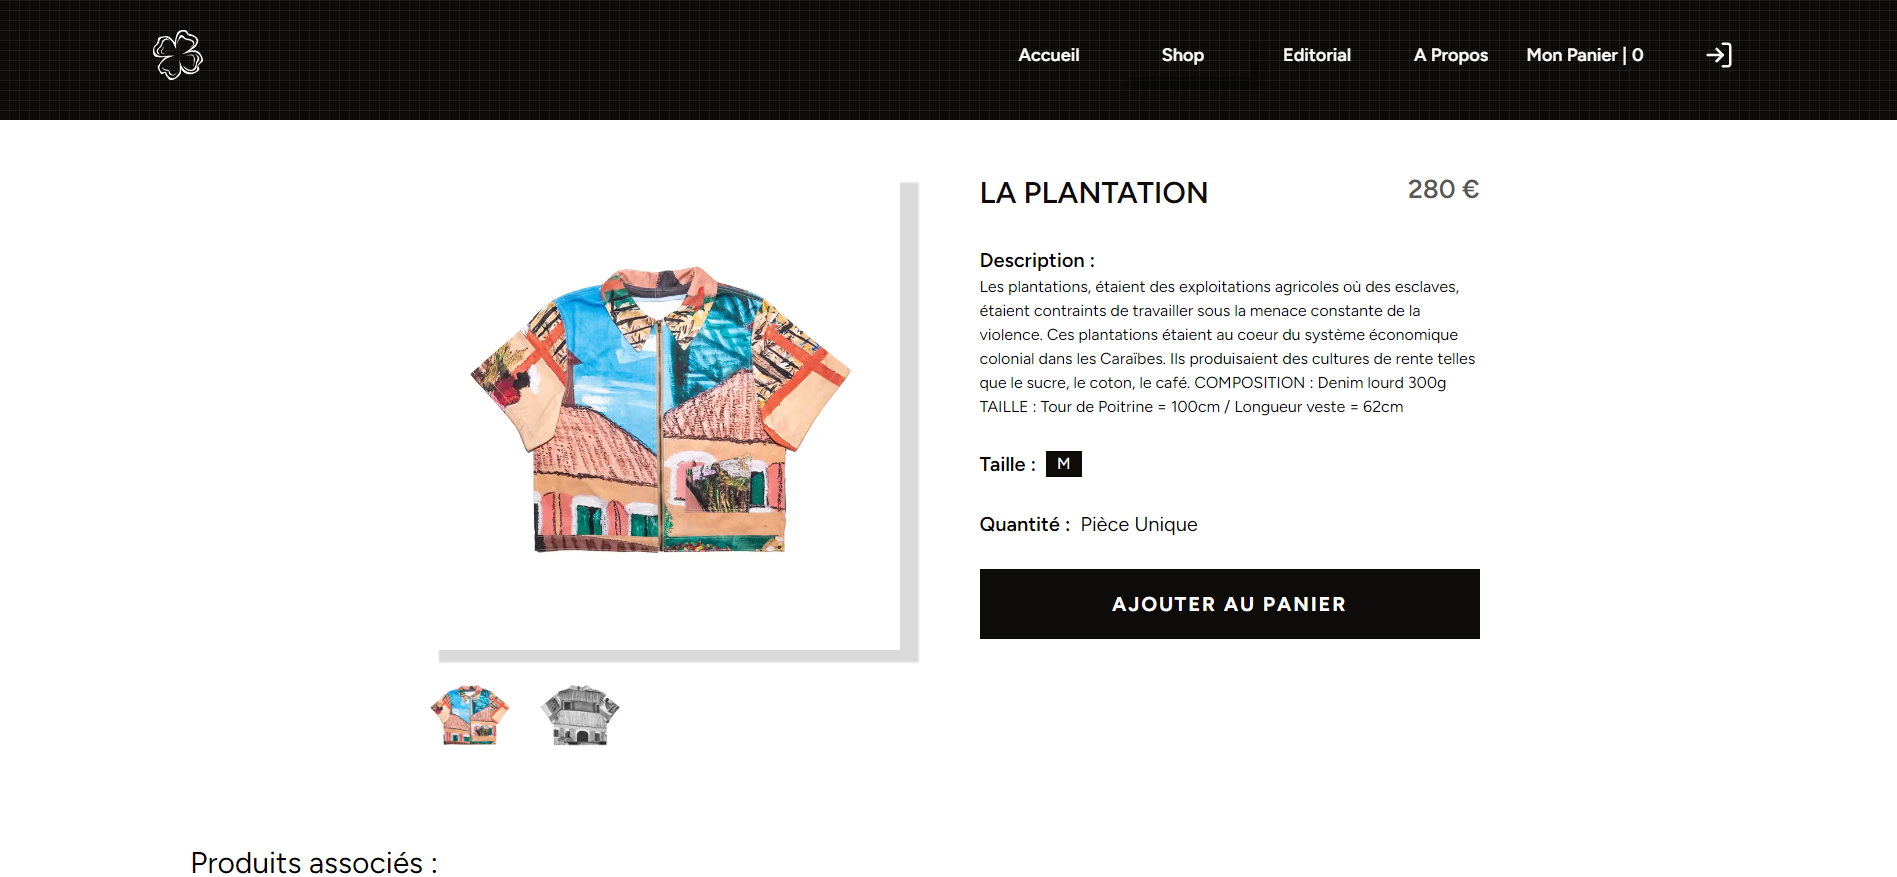 Accueil Shop Editorial A Propos Mon Panier | 0
LA PLANTATION 280 €
Description :
Les plantations, étaient des exploitations agricoles où des esclaves,
étaient contraints de travailler sous la menace constante de la
violence. Ces plantations étaient au coeur du système économique
colonial dans les Caraïbes. Ils produisaient des cultures de rente telles
que le sucre, le coton, le café. COMPOSITION : Denim lourd 300g
TAILLE : Tour de Poitrine = 100cm / Longueur veste = 62cm
Taille : M
Quantité : Pièce Unique
AJOUTER AU PANIER
Produits associés :